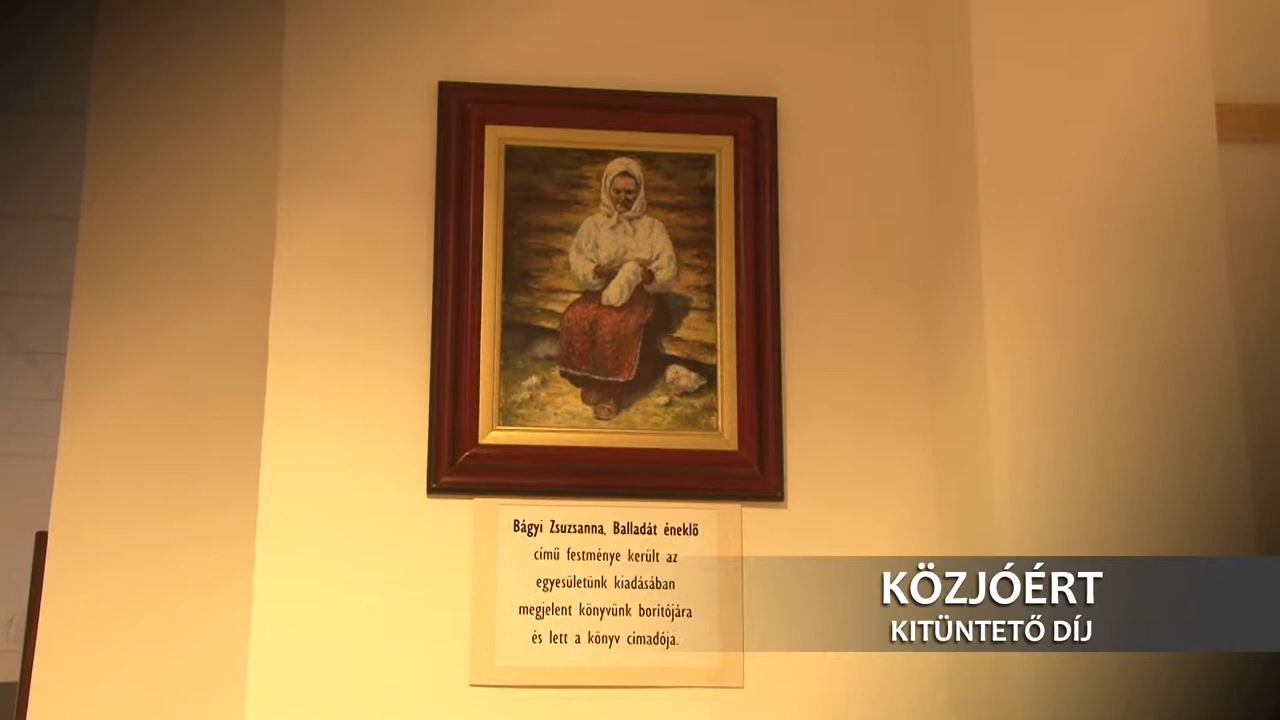 Bágyi Zsuzsanna, Balladát éneklő
című festménye került az
egyesületünk kiadásában
megjelent könyvünk borítójára
és lett a könyv címadója.
KÖZJÓÉRT
KITÜNTETŐ DÍJ